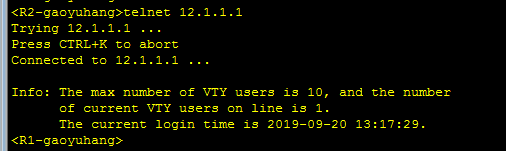 <R2-gaoyuhang>telnet 12.1.1.1
Trying 12.1.1.1 ...
Press CTRL+K to abort
Connected to 12.1.1.1 ...
Info: The max number of VTY users is 10, and the number
of current VTY users on line is 1.
The current login time is 2019-09-20 13:17:29.
<R1-gaoyuhang>